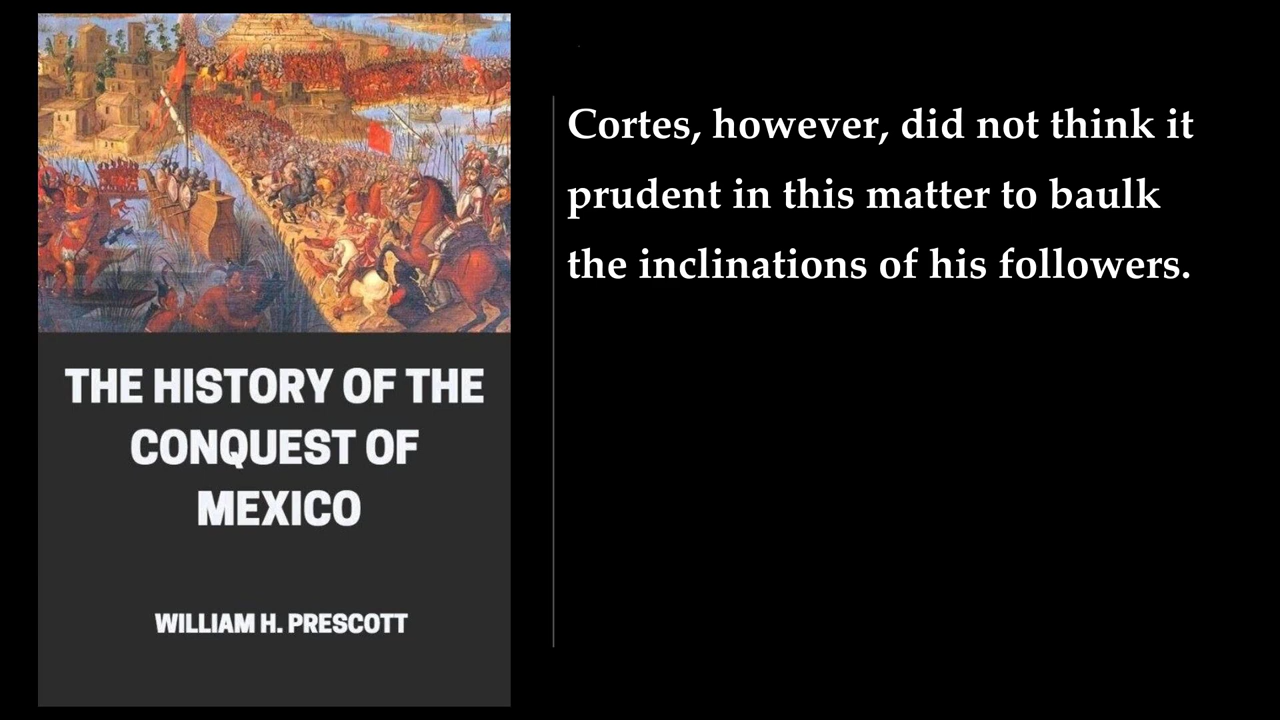 THE HISTORY OF THE
CONQUEST OF
MEXICO
WILLIAM H. PRESCOTT
Cortes, however, did not think it
prudent in this matter to baulk
the inclinations of his followers.